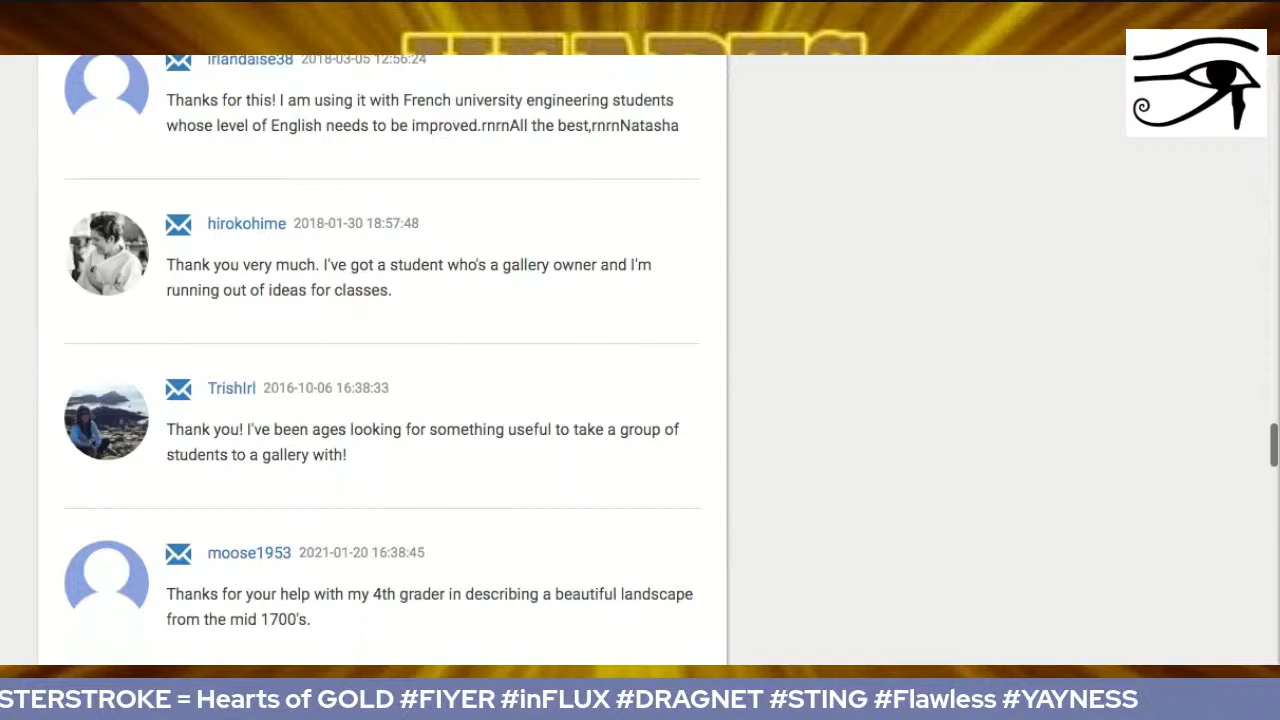 HEARTS
irlandaise38 2018-03-05 12:56:24
Thanks for this! I am using it with French university engineering students
whose level of English needs to be improved.rnrnAll the best,rnrnNatasha
hirokohime 2018-01-30 18:57:48
Thank you very much. I've got a student who's a gallery owner and I'm
running out of ideas for classes.
TrishIrl 2016-10-06 16:38:33
Thank you! I've been ages looking for something useful to take a group of
students to a gallery with!
moose1953 2021-01-20 16:38:45
Thanks for your help with my 4th grader in describing a beautiful landscape
from the mid 1700's.
STERSTROKE = Hearts of GOLD #FIYER #inFLUX #DRAGNET #STING #Flawless #YAYNESS